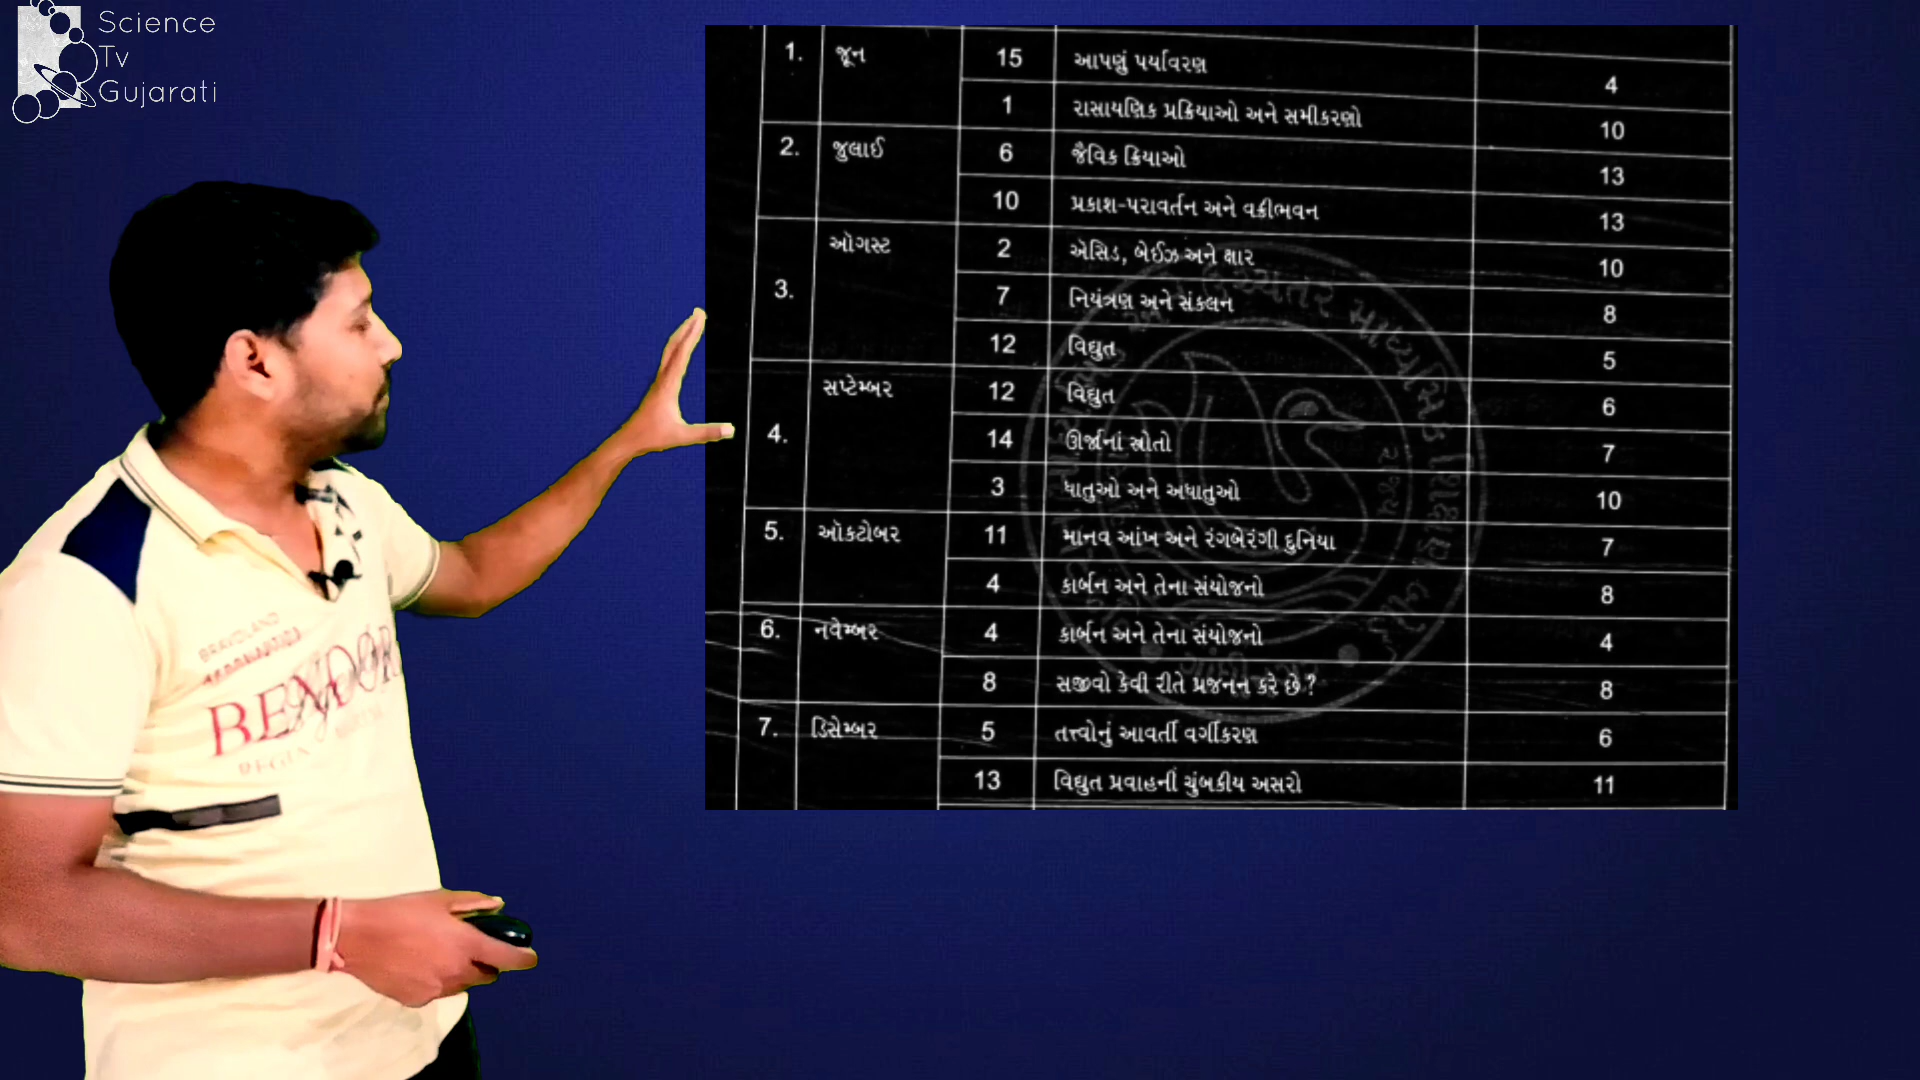 Science
Tv
Gujarati
1. જૂન 15 આપણું પર્યાવરણ 4
1 રાસાયણિક પ્રક્રિયાઓ અને સમીકરણો 10
2. જુલાઈ 6 જૈવિક ક્રિયાઓ 13
10 પ્રકાશ-પરાવર્તન અને વક્રીભવન 13
3. ઑગસ્ટ 2 ઍસિડ, બેઈઝ અને ક્ષાર 10
7 નિયંત્રણ અને સંકલન 8
12 વિદ્યુત 5
4. સપ્ટેમ્બર 12 વિદ્યુત 6
14 ઊર્જાનાં સ્રોતો 7
3 ધાતુઓ અને અધાતુઓ 10
5. ઑક્ટોબર 11 માનવ આંખ અને રંગબેરંગી દુનિયા 7
4 કાર્બન અને તેના સંયોજનો 8
6. નવેમ્બર 4 કાર્બન અને તેના સંયોજનો 4
8 સજીવો કેવી રીતે પ્રજનન કરે છે ? 8
7. ડિસેમ્બર 5 તત્ત્વોનું આવર્તી વર્ગીકરણ 6
13 વિદ્યુત પ્રવાહની ચુંબકીય અસરો 11